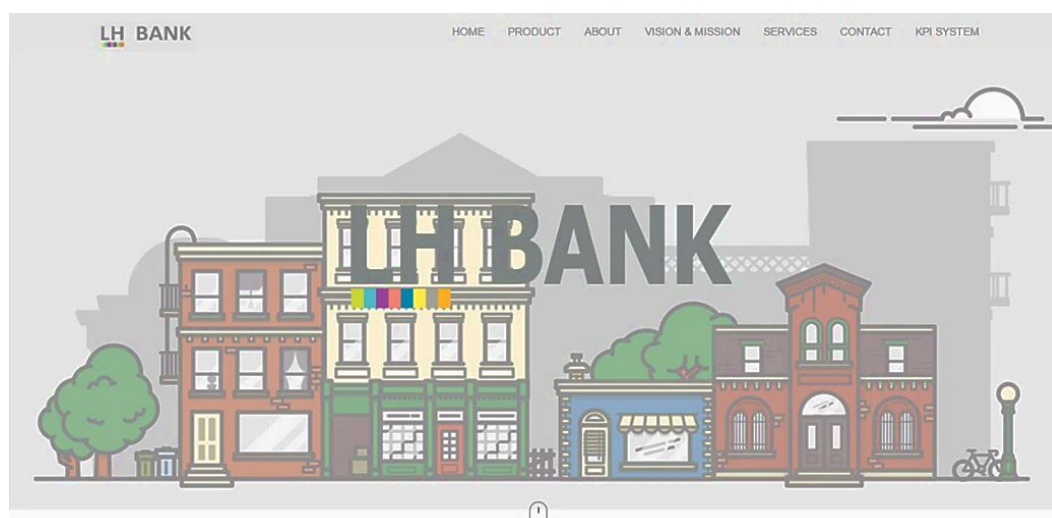 LH BANK
HOME PRODUCT ABOUT VISION & MISSION SERVICES CONTACT KPI SYSTEM
LH BANK